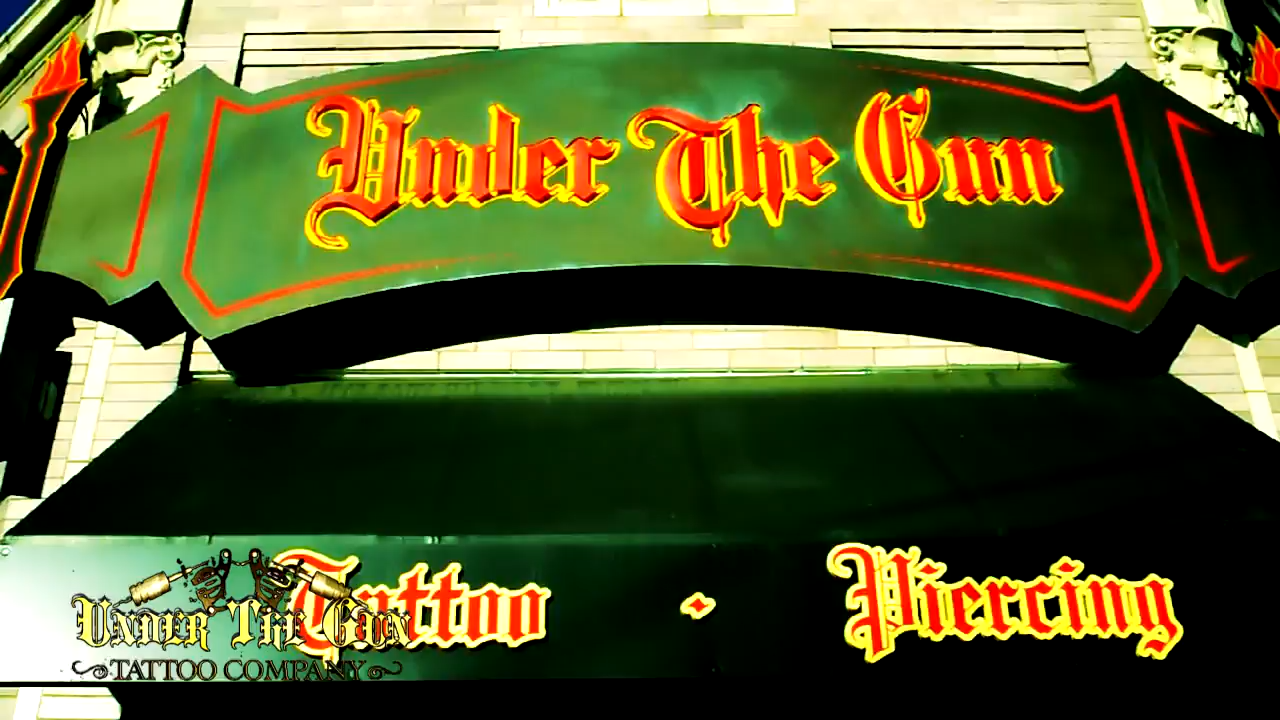 Under The Gun
Tattoo · Piercing
Under The Gun
TATTOO COMPANY